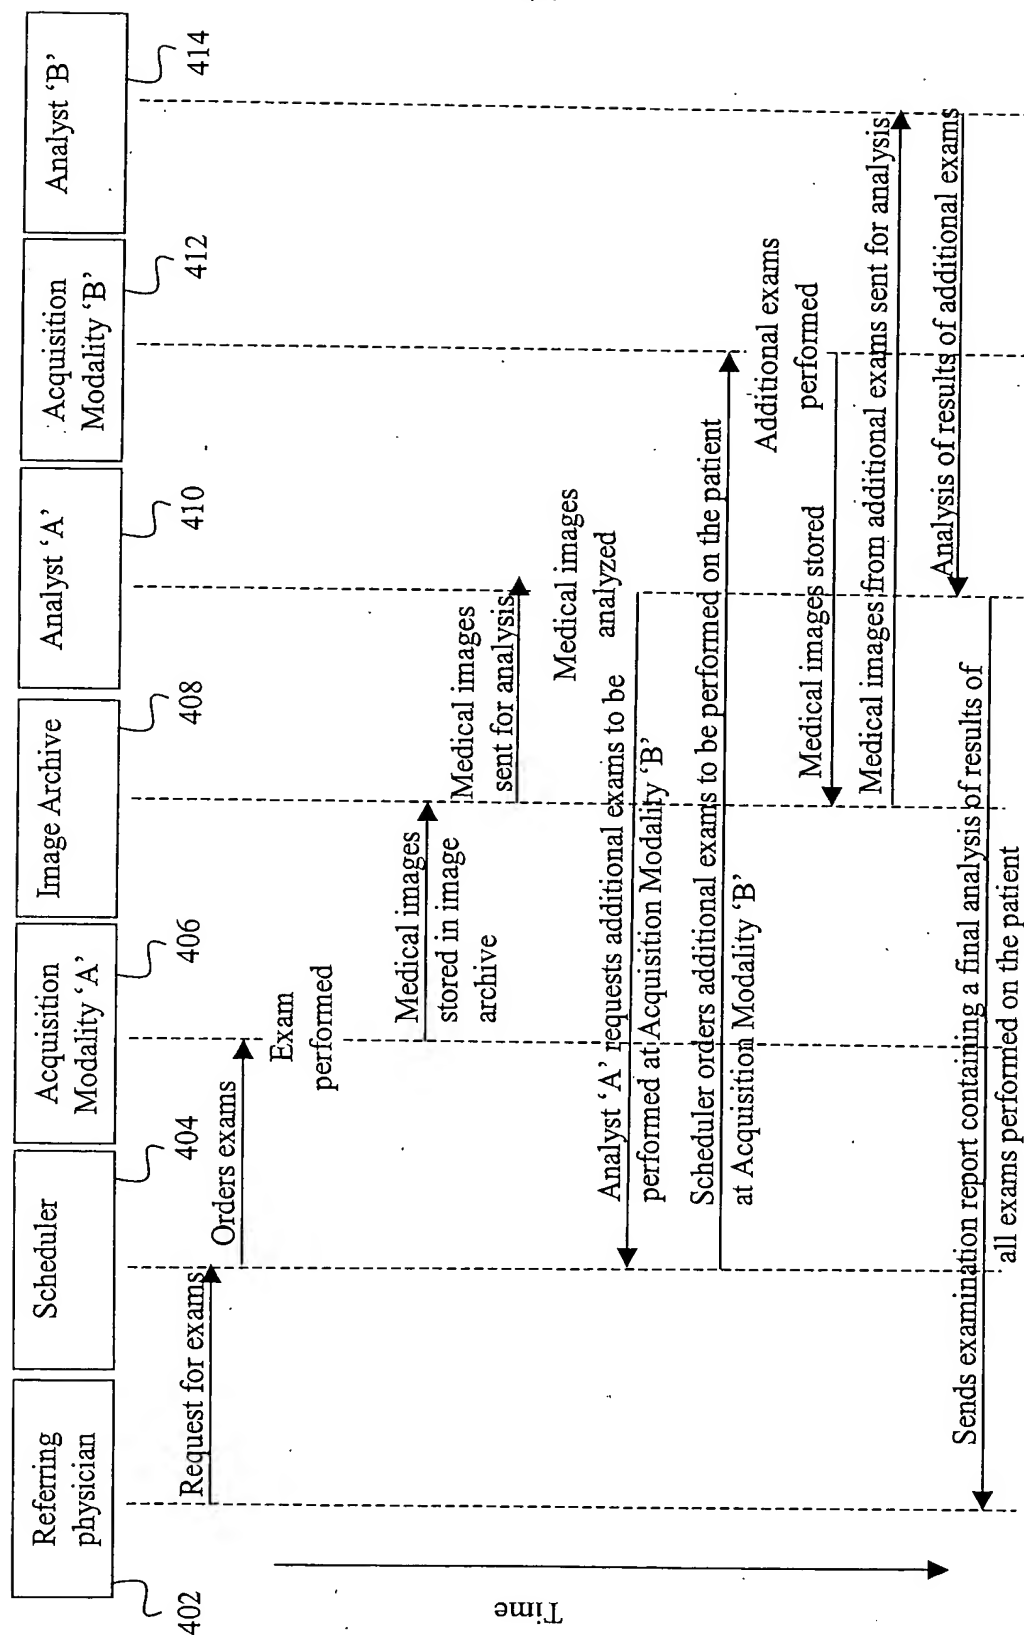 Referring
physician
402
Scheduler
404
Acquisition
Modality ‘A’
406
Image Archive
408
Analyst ‘A’
410
Acquisition
Modality ‘B’
412
Analyst ‘B’
414
Time
Request for exams
Orders exams
Exam
performed
Medical images
stored in image
archive
Medical images
sent for analysis
Medical images
analyzed
Analyst ‘A’ requests additional exams to be
performed at Acquisition Modality ‘B’
Scheduler orders additional exams to be performed on the patient
at Acquisition Modality ‘B’
Additional exams
performed
Medical images stored
Medical images from additional exams sent for analysis
Analysis of results of additional exams
Sends examination report containing a final analysis of results of
all exams performed on the patient